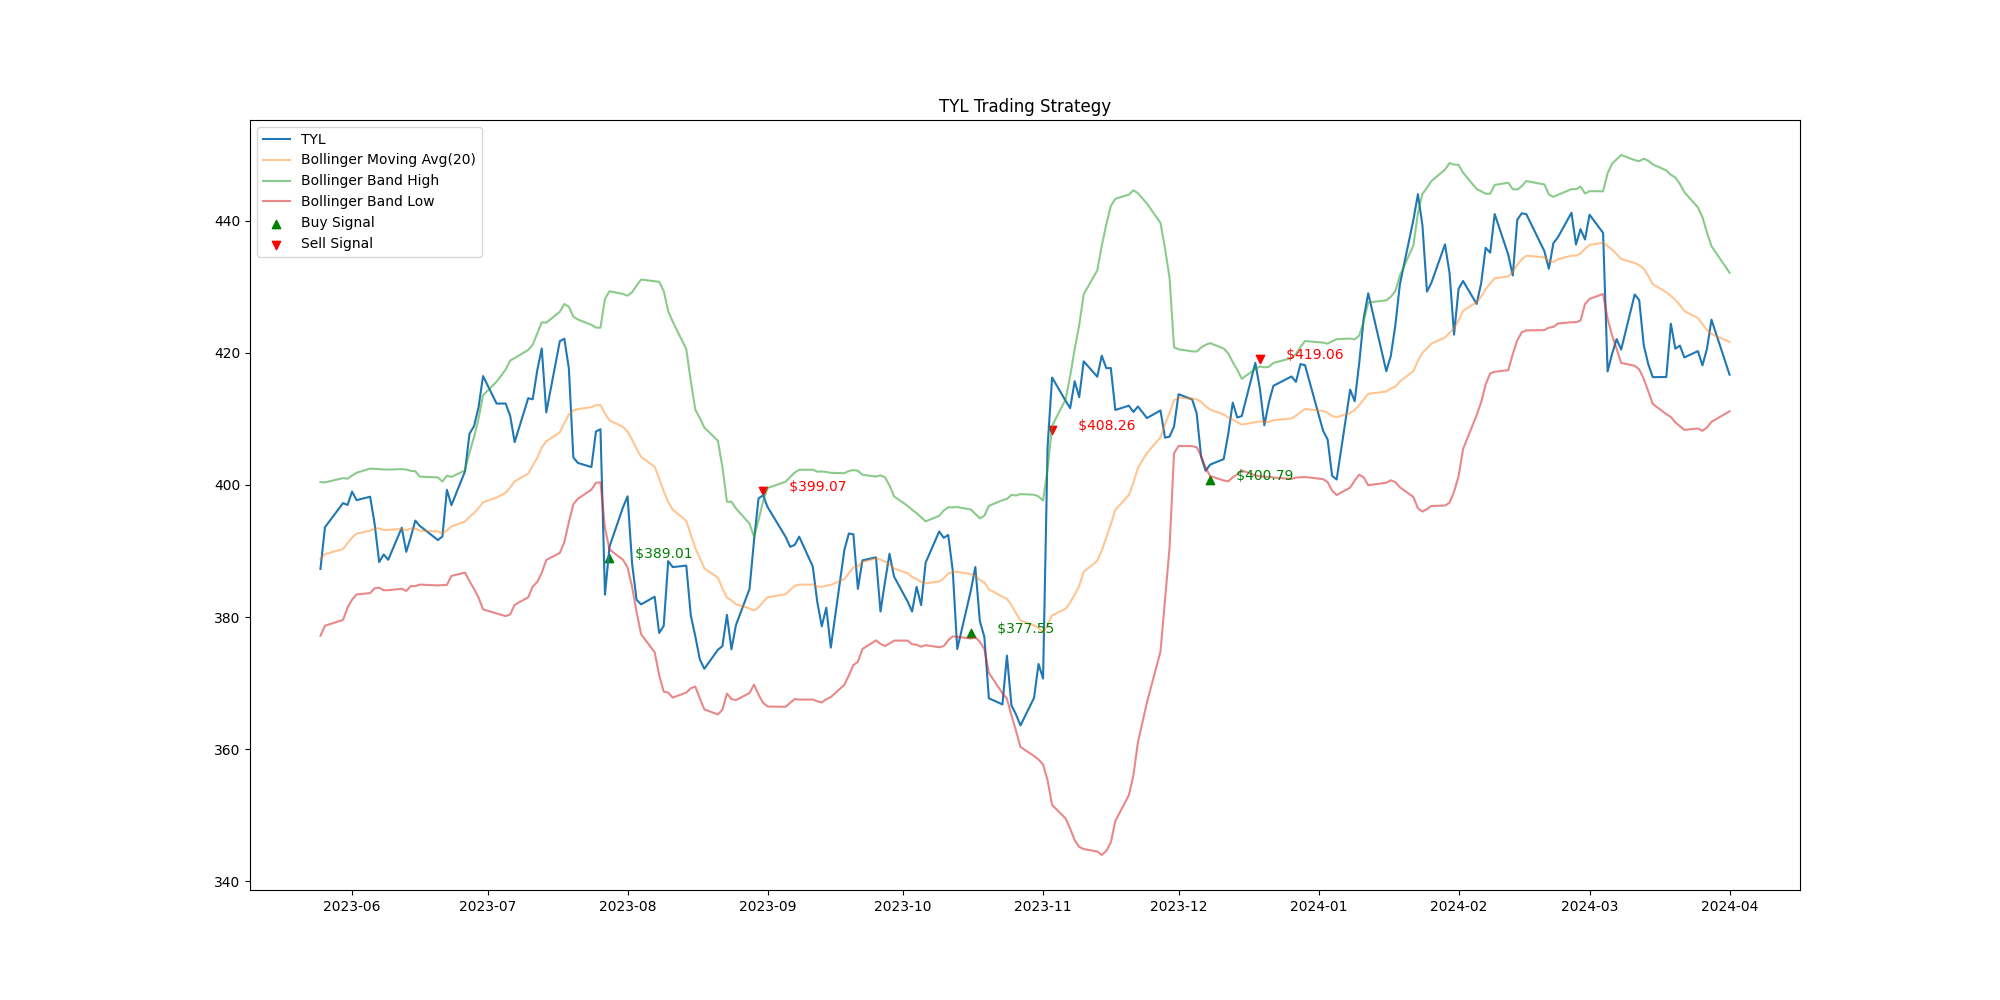 TYL Trading Strategy
TYL
Bollinger Moving Avg(20)
Bollinger Band High
Bollinger Band Low
Buy Signal
Sell Signal
440
420
400
380
360
340
$419.06
$408.26
$399.07
$400.79
$389.01
$377.55
2023-06 2023-07 2023-08 2023-09 2023-10 2023-11 2023-12 2024-01 2024-02 2024-03 2024-04